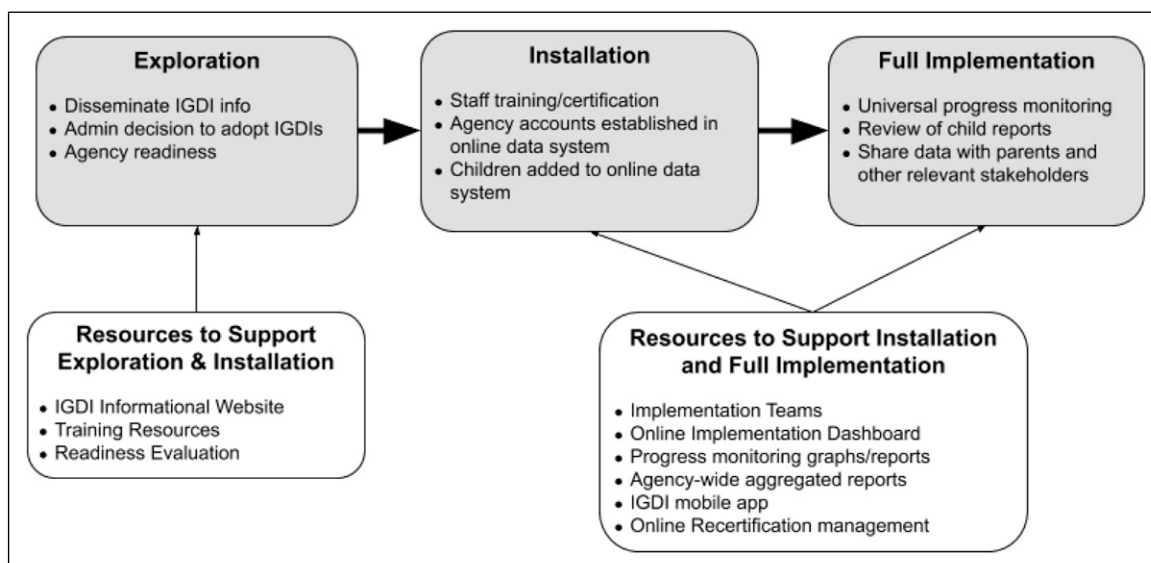 Exploration
• Disseminate IGDI info
• Admin decision to adopt IGDIs
• Agency readiness
Installation
• Staff training/certification
• Agency accounts established in
online data system
• Children added to online data
system
Full Implementation
• Universal progress monitoring
• Review of child reports
• Share data with parents and
other relevant stakeholders
Resources to Support
Exploration & Installation
• IGDI Informational Website
• Training Resources
• Readiness Evaluation
Resources to Support Installation
and Full Implementation
• Implementation Teams
• Online Implementation Dashboard
• Progress monitoring graphs/reports
• Agency-wide aggregated reports
• IGDI mobile app
• Online Recertification management